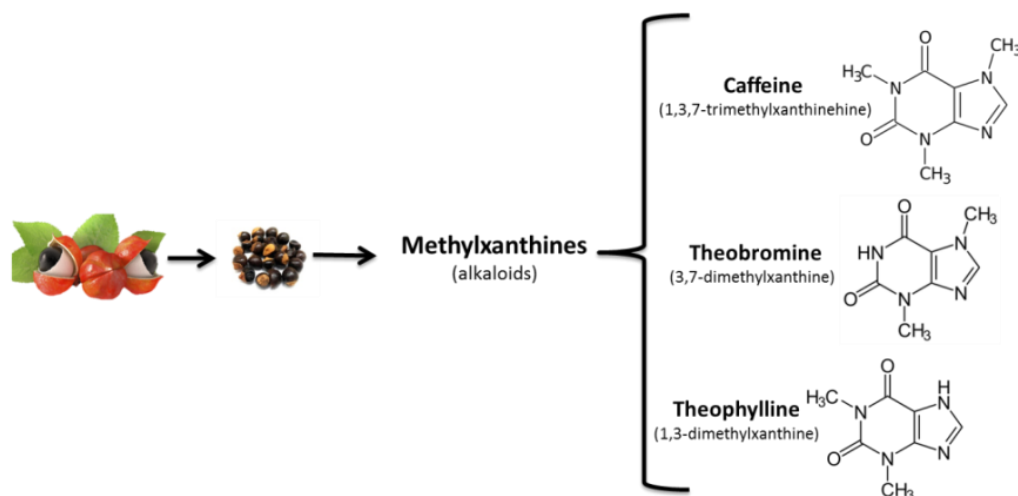 Methylxanthines
(alkaloids)
Caffeine
(1,3,7-trimethylxanthinehine)
O
CH₃
H₃C
N
N
O
N
N
CH₃
Theobromine
(3,7-dimethylxanthine)
O
CH₃
HN
N
O
N
N
CH₃
Theophylline
(1,3-dimethylxanthine)
O
H
H₃C
N
N
O
N
N
CH₃